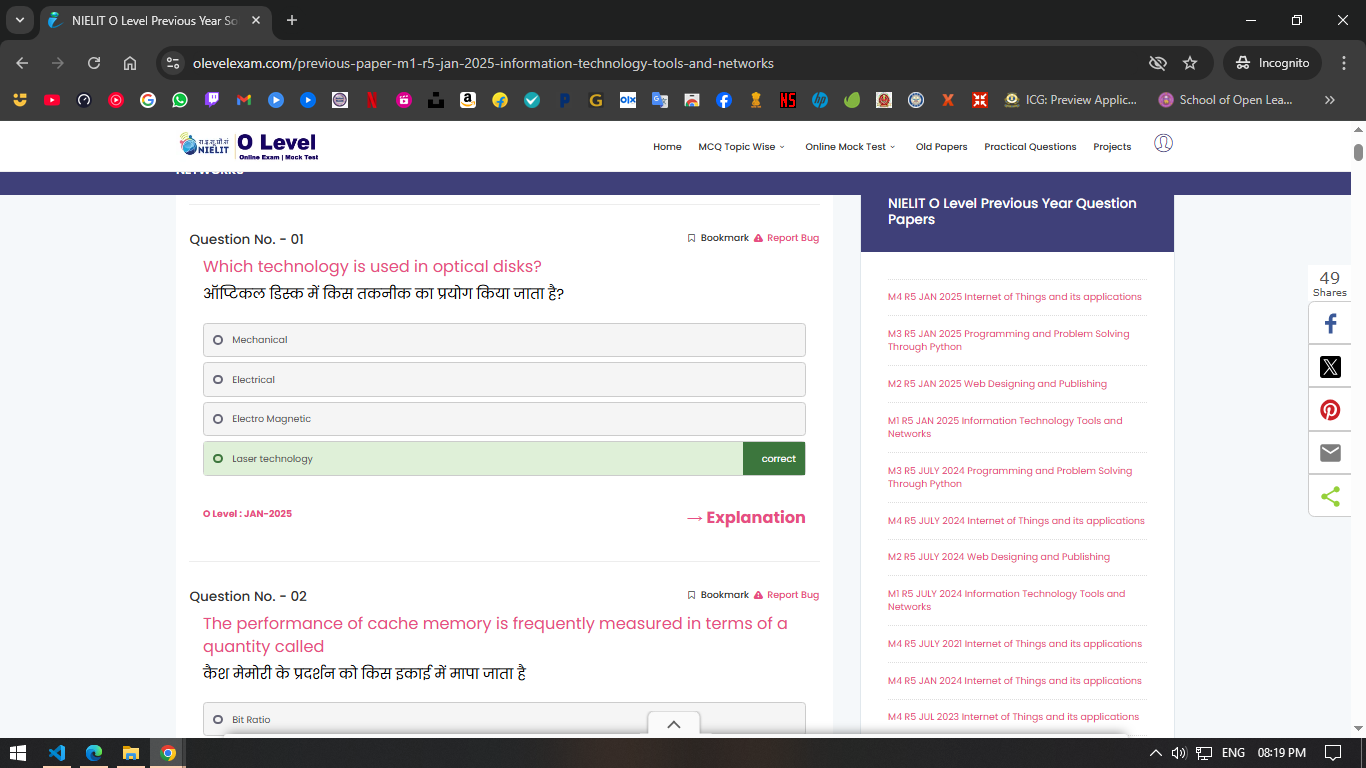 NIELIT O Level Previous Year So
olevelexam.com/previous-paper-m1-r5-jan-2025-information-technology-tools-and-networks
Incognito
ICG: Preview Applic...
School of Open Lea...
NIELIT
O Level
Online Exam | Mock Test
Home
MCQ Topic Wise
Online Mock Test
Old Papers
Practical Questions
Projects
NETWORKS
Question No. - 01
Bookmark
Report Bug
Which technology is used in optical disks?
ऑप्टिकल डिस्क में किस तकनीक का प्रयोग किया जाता है?
Mechanical
Electrical
Electro Magnetic
Laser technology
correct
O Level : JAN-2025
→ Explanation
Question No. - 02
Bookmark
Report Bug
The performance of cache memory is frequently measured in terms of a
quantity called
कैश मेमोरी के प्रदर्शन को किस इकाई में मापा जाता है
Bit Ratio
NIELIT O Level Previous Year Question
Papers
M4 R5 JAN 2025 Internet of Things and its applications
M3 R5 JAN 2025 Programming and Problem Solving
Through Python
M2 R5 JAN 2025 Web Designing and Publishing
M1 R5 JAN 2025 Information Technology Tools and
Networks
M3 R5 JULY 2024 Programming and Problem Solving
Through Python
M4 R5 JULY 2024 Internet of Things and its applications
M2 R5 JULY 2024 Web Designing and Publishing
M1 R5 JULY 2024 Information Technology Tools and
Networks
M4 R5 JULY 2021 Internet of Things and its applications
M4 R5 JAN 2024 Internet of Things and its applications
M4 R5 JUL 2023 Internet of Things and its applications
49
Shares
ENG
08:19 PM